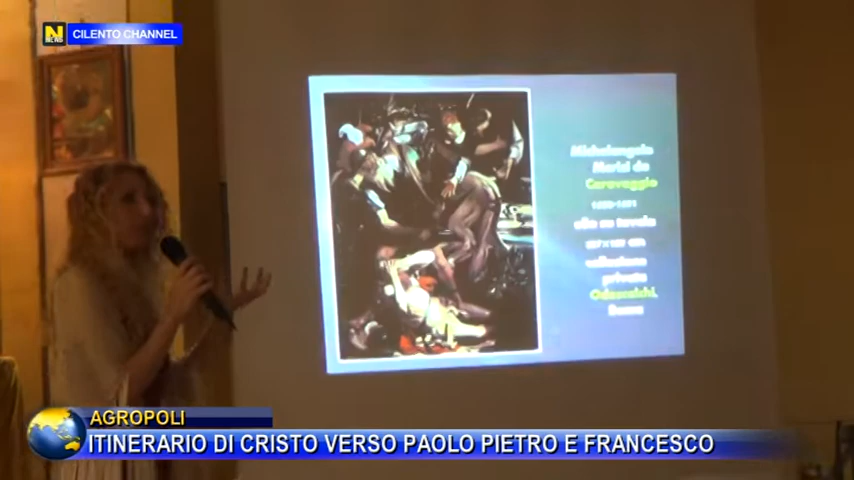 CILENTO CHANNEL
Michelangelo
Merisi da
Caravaggio
olio su tavola
cm
collezione
privata
Odescalchi,
Roma
AGROPOLI
ITINERARIO DI CRISTO VERSO PAOLO PIETRO E FRANCESCO